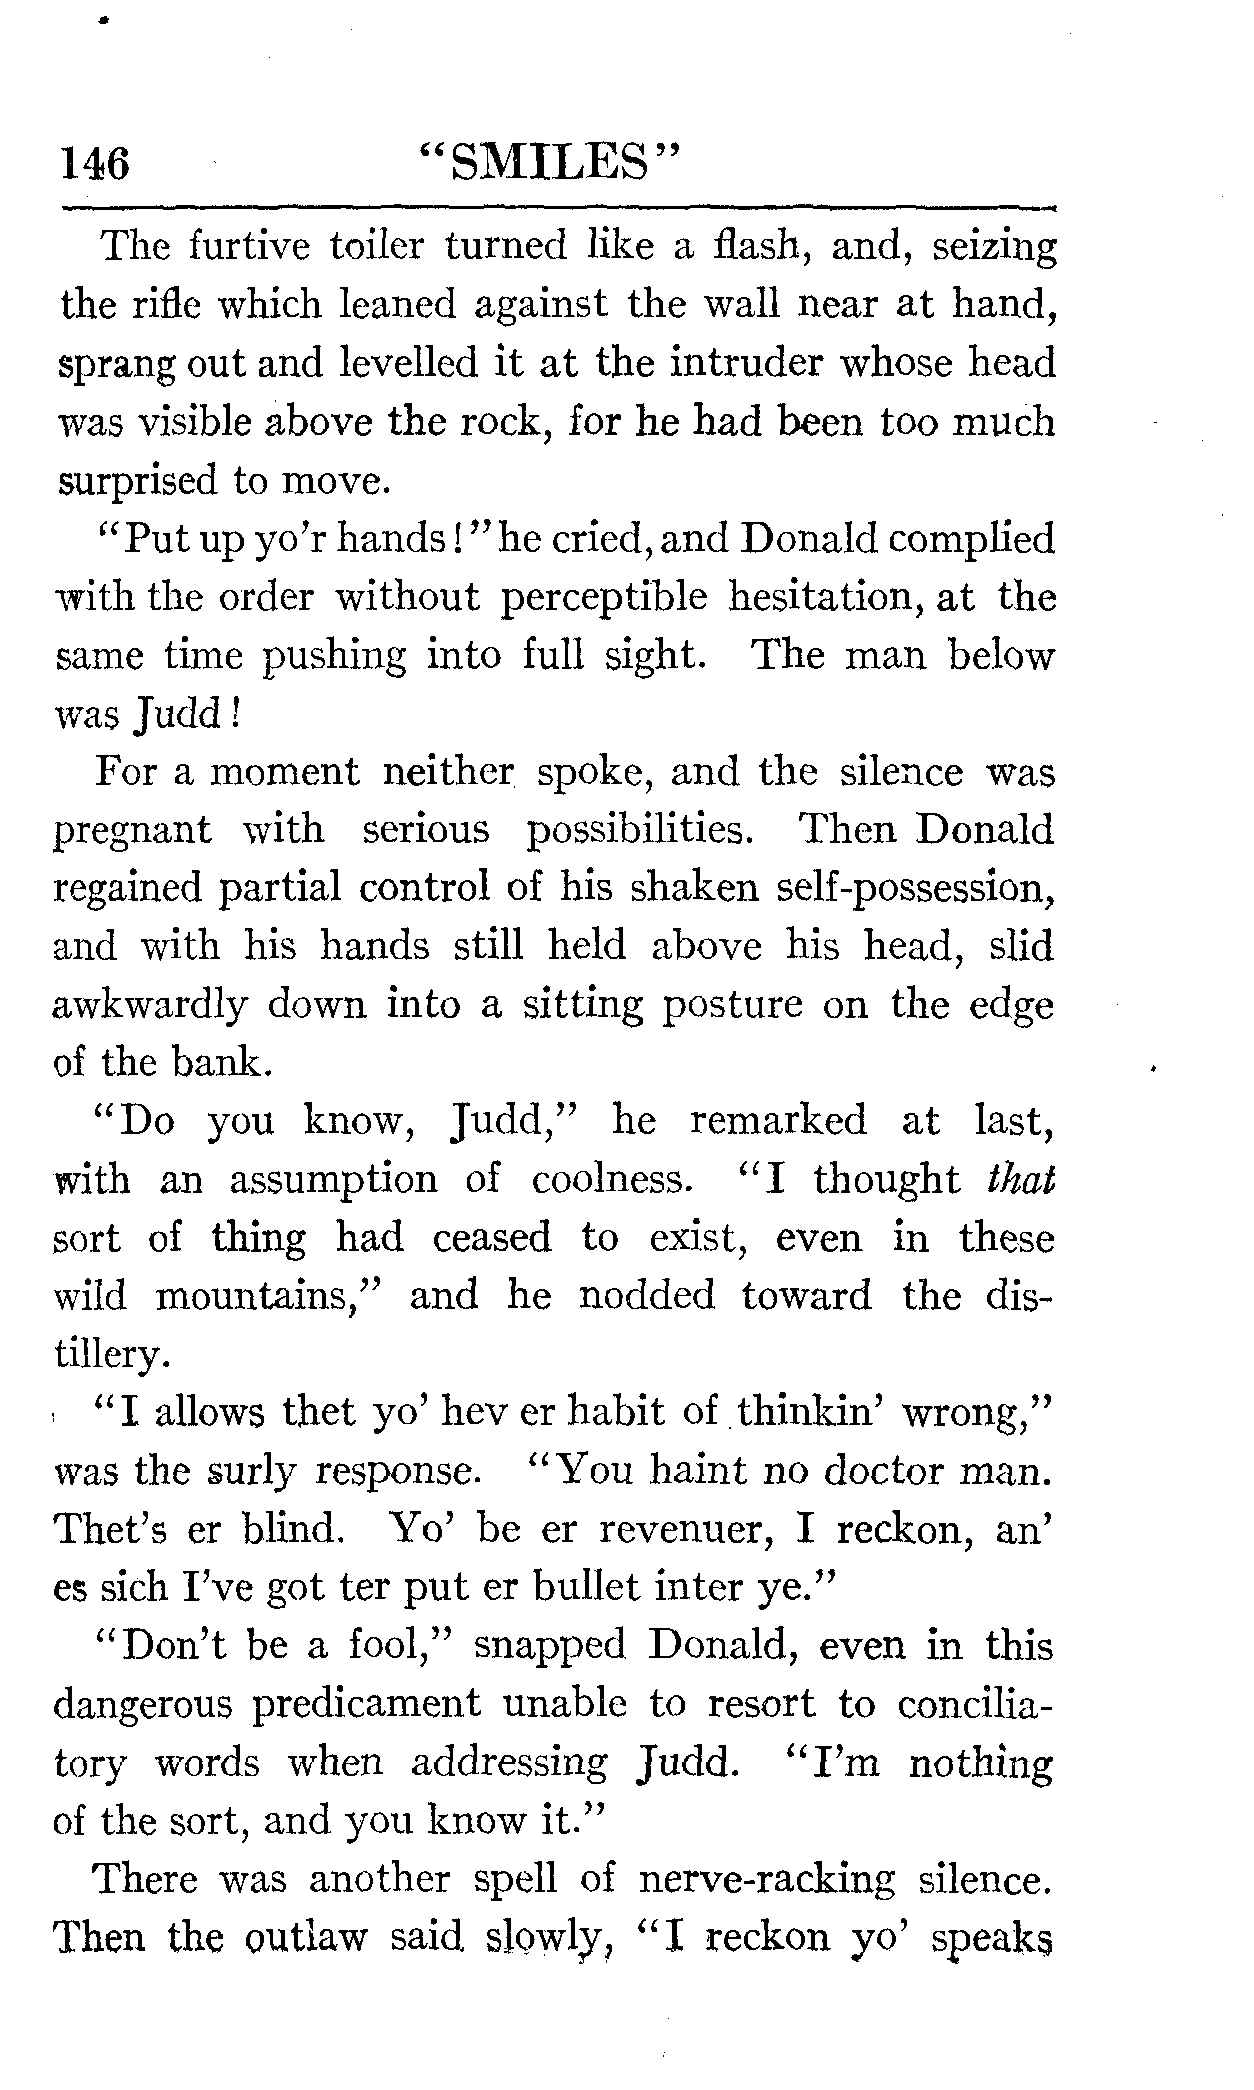 146 "SMILES"
The furtive toiler turned like a flash, and, seizing
the rifle which leaned against the wall near at hand,
sprang out and levelled it at the intruder whose head
was visible above the rock, for he had been too much
surprised to move.
"Put up yo'r hands!" he cried, and Donald complied
with the order without perceptible hesitation, at the
same time pushing into full sight. The man below
was Judd!
For a moment neither spoke, and the silence was
pregnant with serious possibilities. Then Donald
regained partial control of his shaken self-possession,
and with his hands still held above his head, slid
awkwardly down into a sitting posture on the edge
of the bank.
"Do you know, Judd," he remarked at last,
with an assumption of coolness. "I thought that
sort of thing had ceased to exist, even in these
wild mountains," and he nodded toward the dis-
tillery.
"I allows thet yo' hev er habit of thinkin' wrong,"
was the surly response. "You haint no doctor man.
Thet's er blind. Yo' be er revenuer, I reckon, an'
es sich I've got ter put er bullet inter ye."
"Don't be a fool," snapped Donald, even in this
dangerous predicament unable to resort to concilia-
tory words when addressing Judd. "I'm nothing
of the sort, and you know it."
There was another spell of nerve-racking silence.
Then the outlaw said slowly, "I reckon yo' speaks